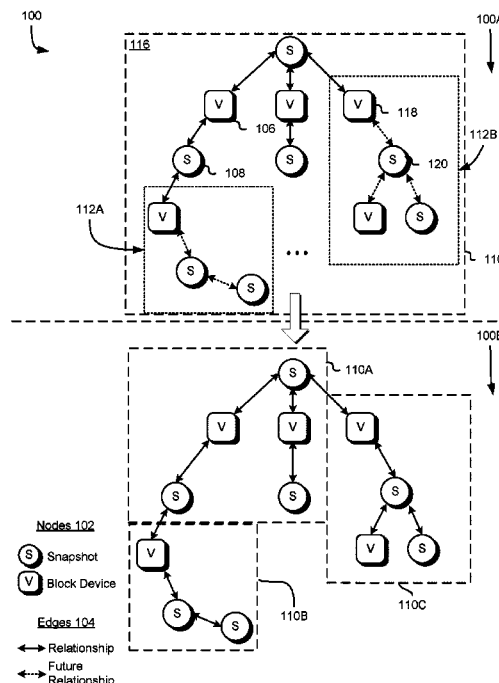 100
100A
116
S
V
V
V
118
106
112B
S
S
S
120
108
112A
V
V
S
110
S
S
...
100B
110A
S
V
V
V
S
S
S
Nodes 102
S Snapshot
V
V
S
V Block Device
S
S
110B
110C
Edges 104
Relationship
Future
Relationship